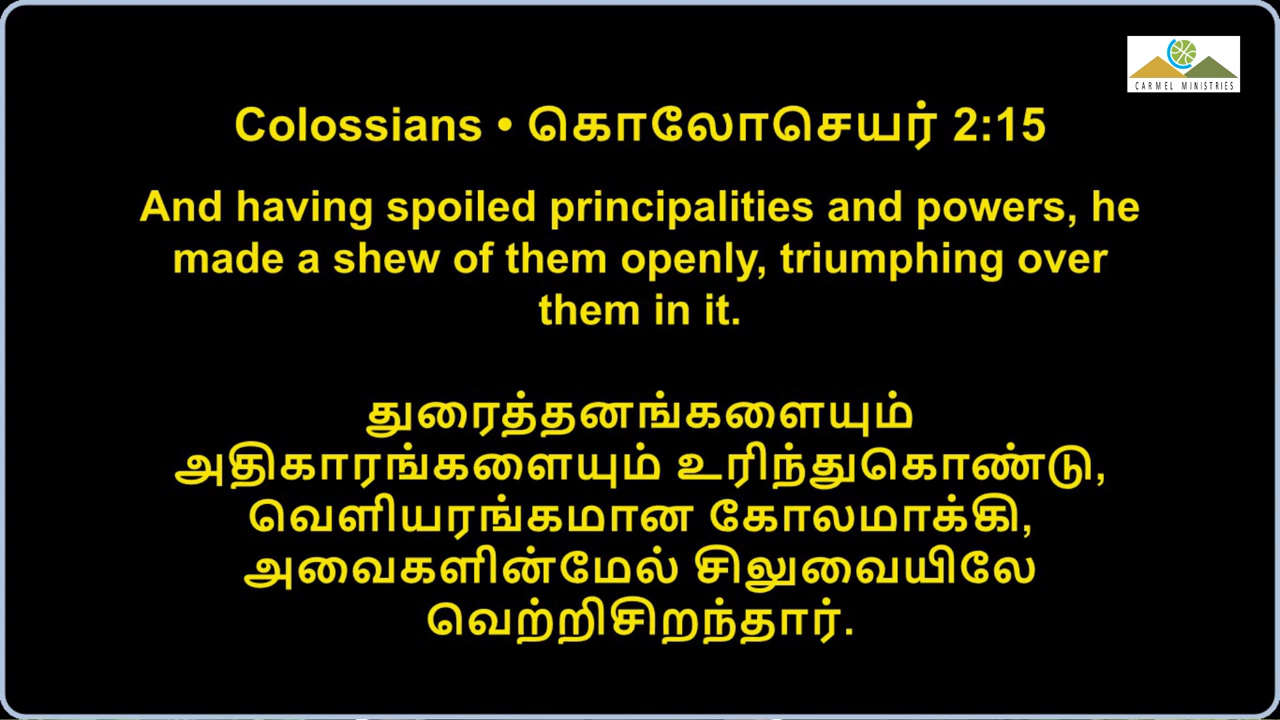 CARMEL MINISTRIES
Colossians • கொலோசெயர் 2:15
And having spoiled principalities and powers, he
made a shew of them openly, triumphing over
them in it.
துரைத்தனங்களையும்
அதிகாரங்களையும் உரிந்துகொண்டு,
வெளியரங்கமான கோலமாக்கி,
அவைகளின்மேல் சிலுவையிலே
வெற்றிசிறந்தார்.